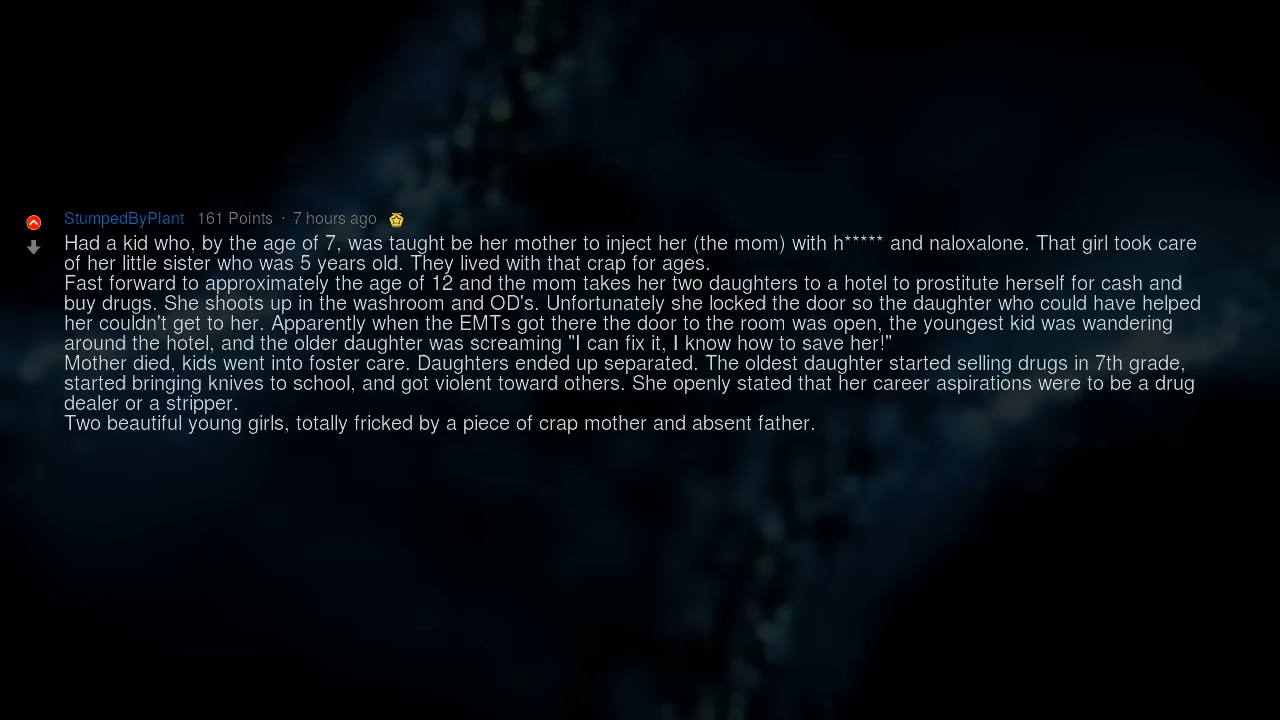 StumpedByPlant 161 Points · 7 hours ago
Had a kid who, by the age of 7, was taught be her mother to inject her (the mom) with h***** and naloxalone. That girl took care
of her little sister who was 5 years old. They lived with that crap for ages.
Fast forward to approximately the age of 12 and the mom takes her two daughters to a hotel to prostitute herself for cash and
buy drugs. She shoots up in the washroom and OD's. Unfortunately she locked the door so the daughter who could have helped
her couldn't get to her. Apparently when the EMTs got there the door to the room was open, the youngest kid was wandering
around the hotel, and the older daughter was screaming "I can fix it, I know how to save her!"
Mother died, kids went into foster care. Daughters ended up separated. The oldest daughter started selling drugs in 7th grade,
started bringing knives to school, and got violent toward others. She openly stated that her career aspirations were to be a drug
dealer or a stripper.
Two beautiful young girls, totally fricked by a piece of crap mother and absent father.